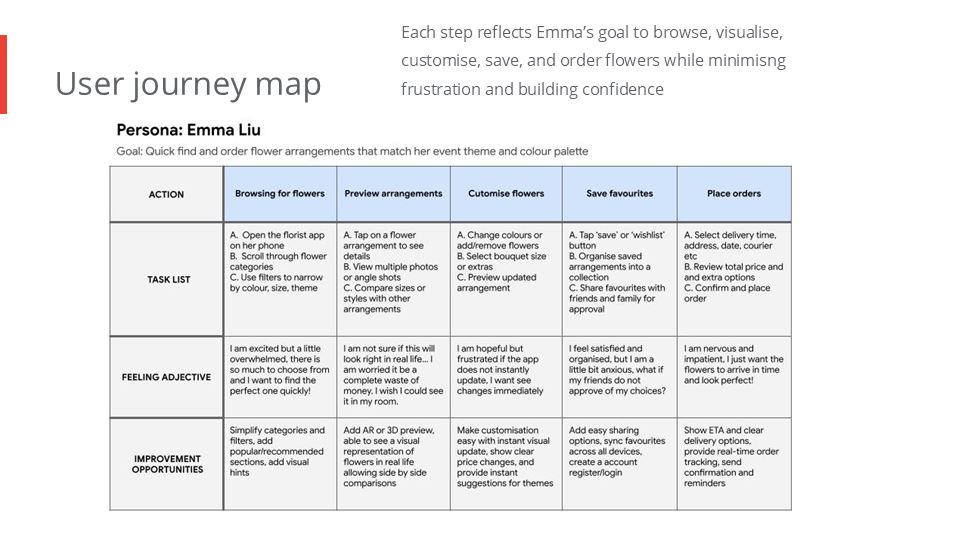 Each step reflects Emma's goal to browse, visualise,
customise, save, and order flowers while minimisng
frustration and building confidence
User journey map
Persona: Emma Liu
Goal: Quick find and order flower arrangements that match her event theme and colour palette
ACTION
Browsing for flowers
Preview arrangements
Cutomise flowers
Save favourites
Place orders
TASK LIST
A. Open the florist app
on her phone
B. Scroll through flower
categories
C. Use filters to narrow
by colour, size, theme
A. Tap on a flower
arrangement to see
details
B. View multiple photos
or angle shots
C. Compare sizes or
styles with other
arrangements
A. Change colours or
add/remove flowers
B. Select bouquet size
or extras
C. Preview updated
arrangement
A. Tap 'save' or 'wishlist'
button
B. Organise saved
arrangements into a
collection
C. Share favourites with
friends and family for
approval
A. Select delivery time,
address, date, courier
etc
B. Review total price and
and extra options
C. Confirm and place
order
FEELING ADJECTIVE
I am excited but a little
overwhelmed, there is
so much to choose from
and I want to find the
perfect one quickly!
I am not sure if this will
look right in real life... I
am worried it be a
complete waste of
money. I wish I could see
it in my room.
I am hopeful but
frustrated if the app
does not instantly
update, I want see
changes immediately
I feel satisfied and
organised, but I am a
little bit anxious, what if
my friends do not
approve of my choices?
I am nervous and
impatient, I just want the
flowers to arrive in time
and look perfect!
IMPROVEMENT
OPPORTUNITIES
Simplify categories and
filters, add
popular/recommended
sections, add visual
hints
Add AR or 3D preview,
able to see a visual
representation of
flowers in real life
allowing side by side
comparisons
Make customisation
easy with instant visual
update, show clear
price changes, and
provide instant
suggestions for themes
Add easy sharing
options, sync favourites
across all devices,
create a account
register/login
Show ETA and clear
delivery options,
provide real-time order
tracking, send
confirmation and
reminders